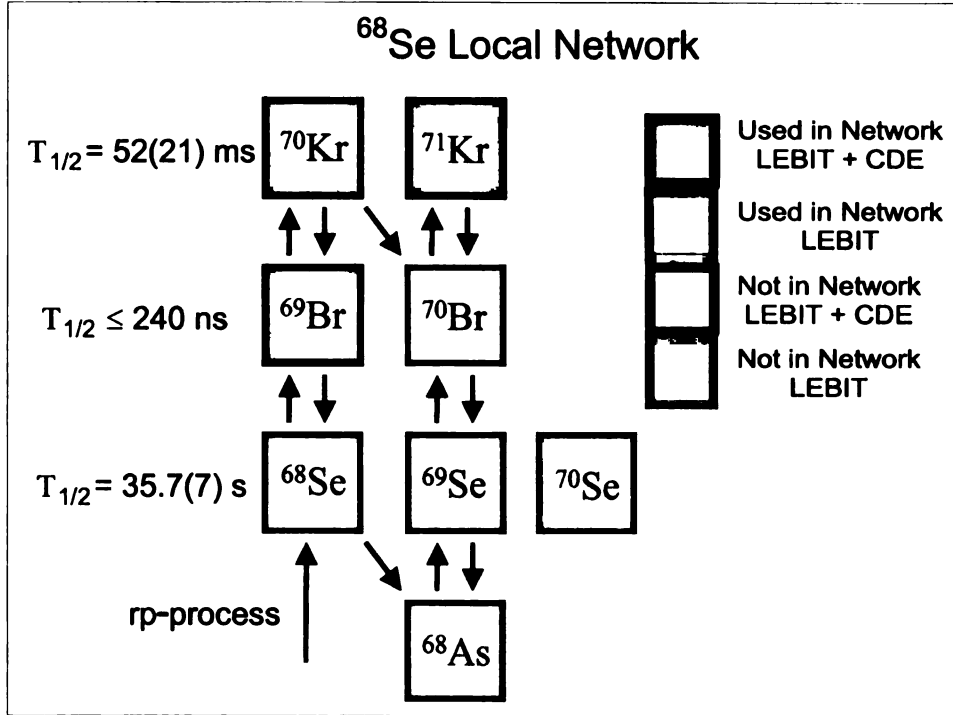 ⁶⁸Se Local Network
T₁/₂ = 52(21) ms ⁷⁰Kr ⁷¹Kr
T₁/₂ ≤ 240 ns ⁶⁹Br ⁷⁰Br
T₁/₂ = 35.7(7) s ⁶⁸Se ⁶⁹Se ⁷⁰Se
rp-process
⁶⁸As
Used in Network
LEBIT + CDE
Used in Network
LEBIT
Not in Network
LEBIT + CDE
Not in Network
LEBIT